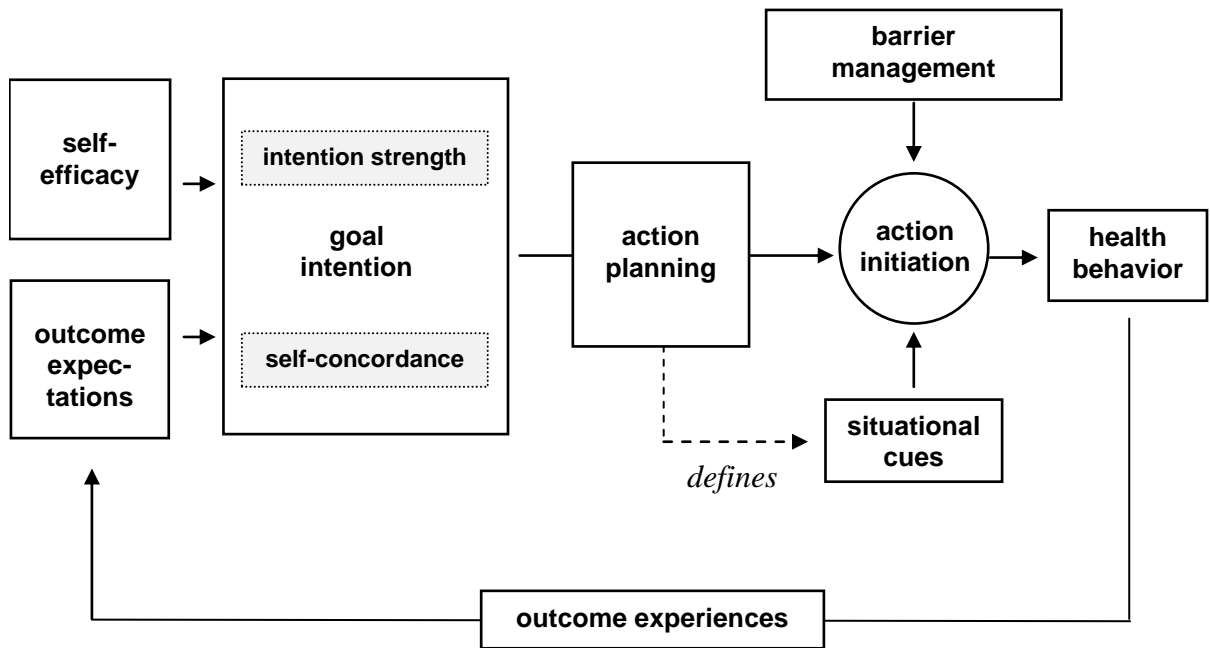 barrier
management
self-
efficacy
intention strength
goal
intention
self-concordance
outcome
expec-
tations
action
planning
action
initiation
health
behavior
situational
cues
defines
outcome experiences